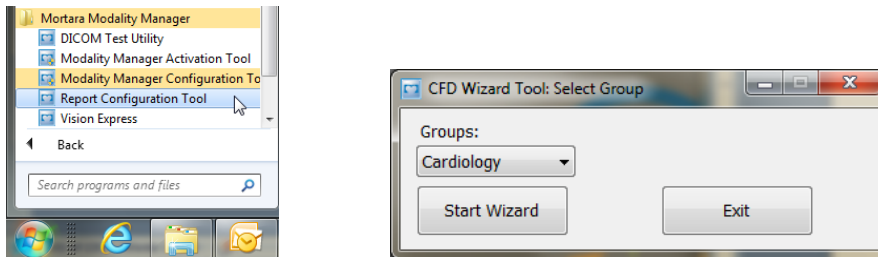 Mortara Modality Manager
DICOM Test Utility
Modality Manager Activation Tool
Modality Manager Configuration To
Report Configuration Tool
Vision Express
Back
Search programs and files
CFD Wizard Tool: Select Group
Groups:
Cardiology
Start Wizard
Exit